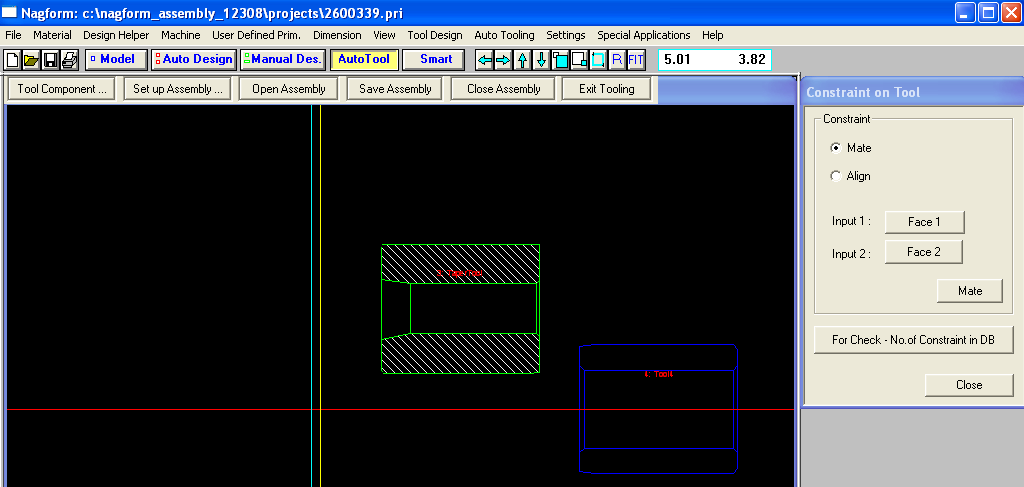 Nagform: c:\nagform_assembly_12308\projects\2600339.pri
File Material Design Helper Machine User Defined Prim. Dimension View Tool Design Auto Tooling Settings Special Applications Help
Model Auto Design Manual Des. AutoTool Smart R FIT 5.01 3.82
Tool Component ... Set up Assembly ... Open Assembly Save Assembly Close Assembly Exit Tooling
Constraint on Tool
Constraint
Mate
Align
Input 1 : Face 1
Input 2 : Face 2
Mate
For Check - No.of Constraint in DB
Close